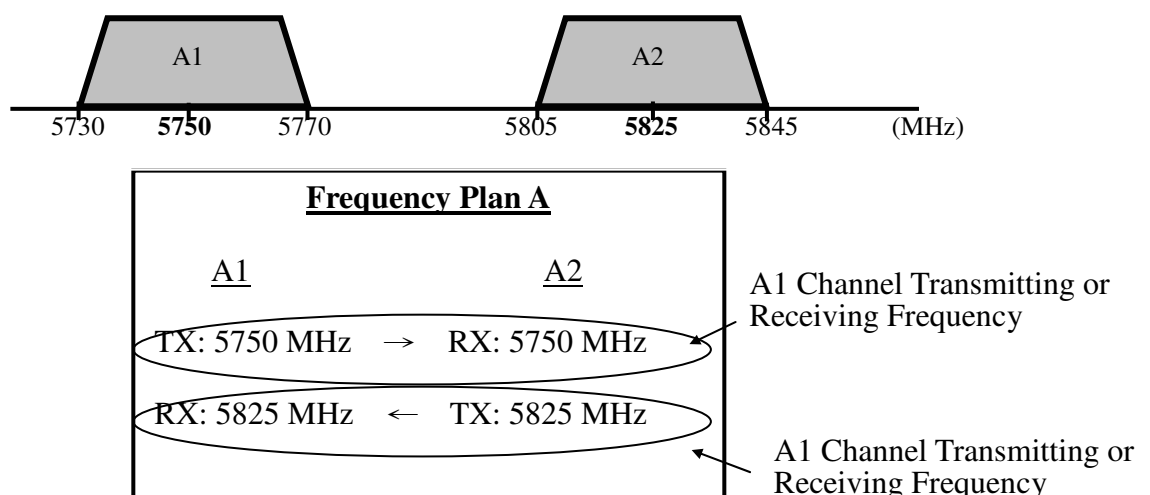 A1 A2
5730 5750 5770 5805 5825 5845 (MHz)
Frequency Plan A
A1 A2
A1 Channel Transmitting or
Receiving Frequency
TX: 5750 MHz → RX: 5750 MHz
RX: 5825 MHz ← TX: 5825 MHz
A1 Channel Transmitting or
Receiving Frequency